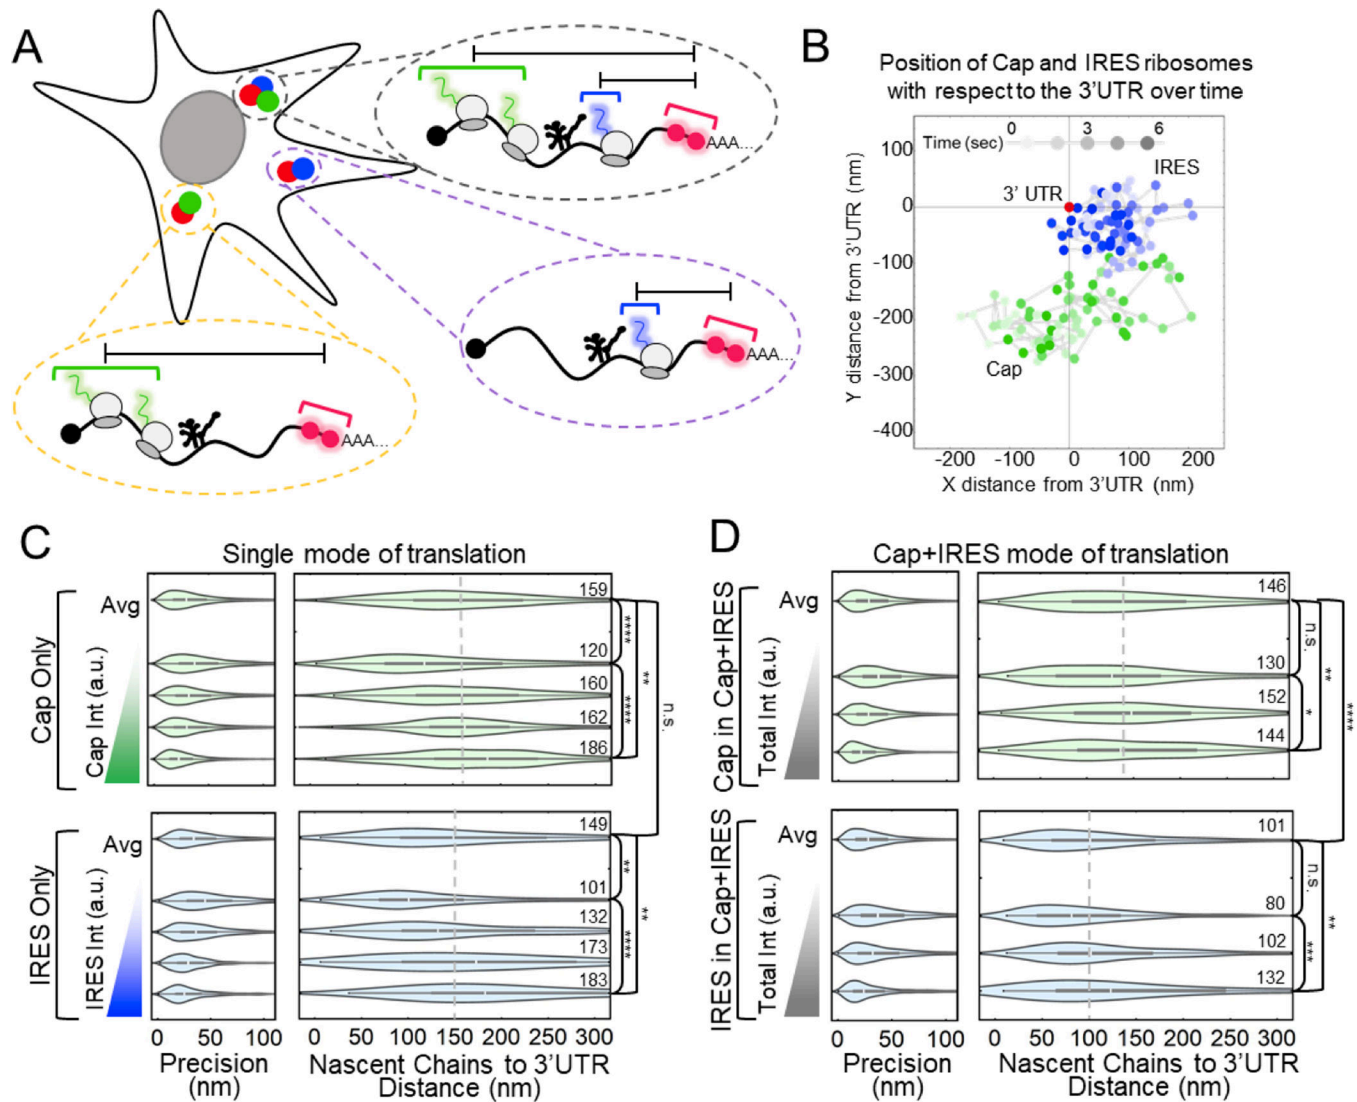 A
AAA...
AAA...
AAA...
B
Position of Cap and IRES ribosomes
with respect to the 3'UTR over time
Time (sec)
0
3
6
IRES
3' UTR
Cap
Y distance from 3'UTR (nm)
100
0
-100
-200
-300
-400
-200
-100
0
100
200
X distance from 3'UTR (nm)
C
Single mode of translation
Cap Only
Avg
Cap Int (a.u.)
159
120
160
162
186
****
****
**
n.s.
IRES Only
Avg
IRES Int (a.u.)
149
101
132
173
183
**
****
**
0 50 100
0 50 100 150 200 250 300
Precision
(nm)
Nascent Chains to 3'UTR
Distance (nm)
D
Cap+IRES mode of translation
Cap in Cap+IRES
Avg
Total Int (a.u.)
146
130
152
144
n.s.
*
**
****
IRES in Cap+IRES
Avg
Total Int (a.u.)
101
80
102
132
n.s.
***
**
0 50 100
0 50 100 150 200 250 300
Precision
(nm)
Nascent Chains to 3'UTR
Distance (nm)